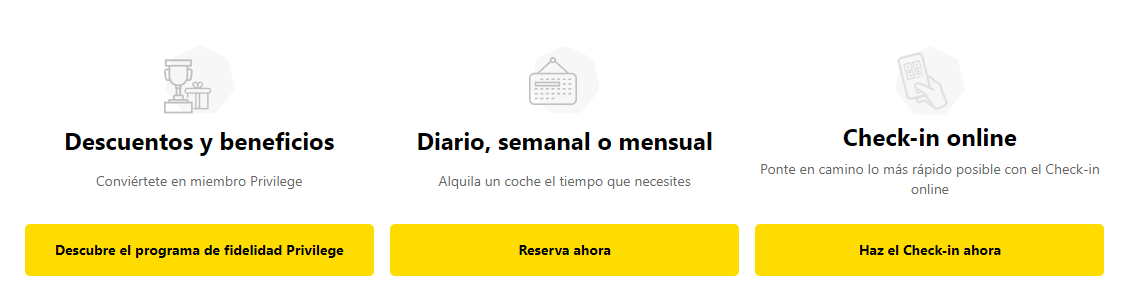 Descuentos y beneficios
Conviértete en miembro Privilege
Descubre el programa de fidelidad Privilege
Diario, semanal o mensual
Alquila un coche el tiempo que necesites
Reserva ahora
Check-in online
Ponte en camino lo más rápido posible con el Check-in
online
Haz el Check-in ahora